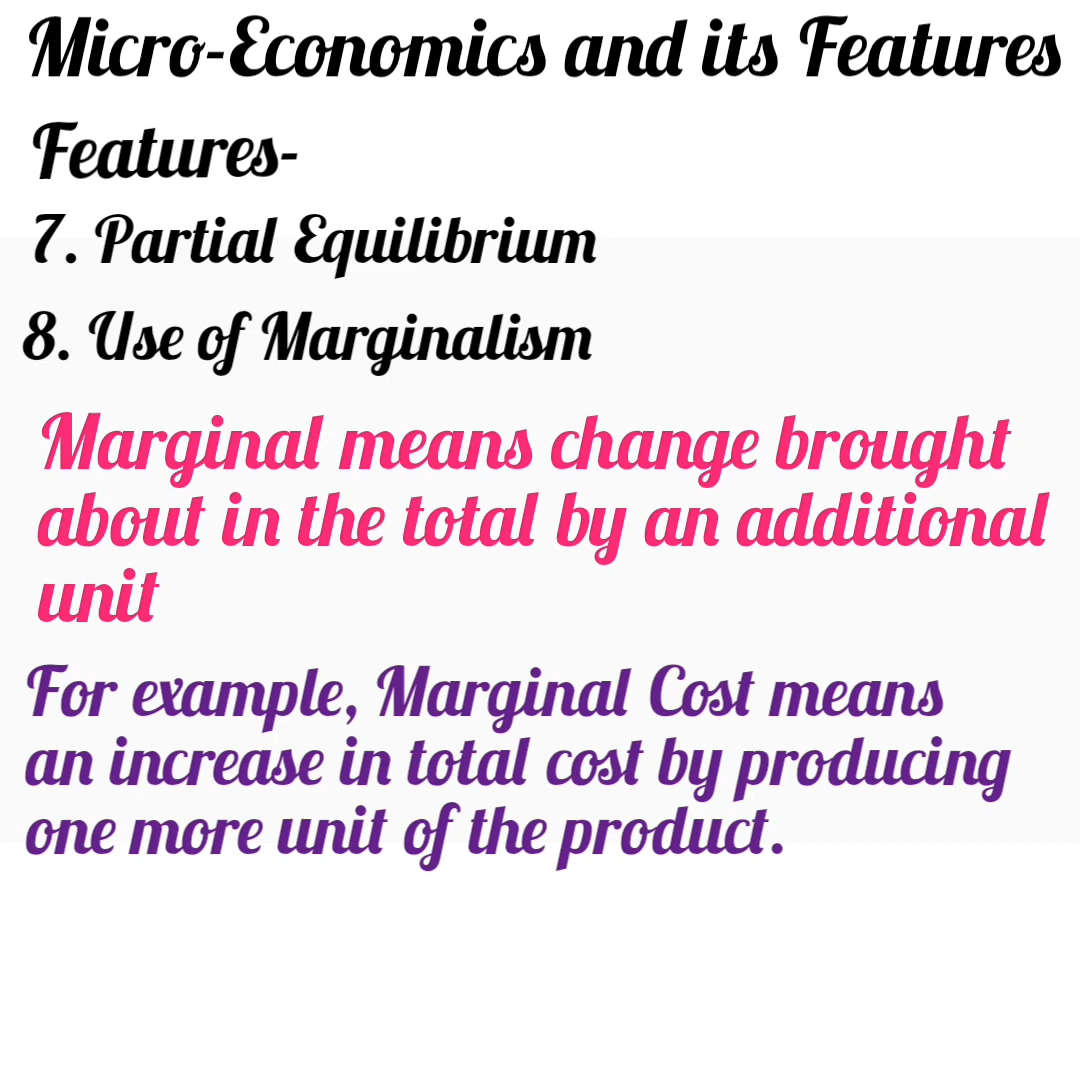 Micro-Economics and its Features
Features-
7. Partial Equilibrium
8. Use of Marginalism
Marginal means change brought
about in the total by an additional
unit
For example, Marginal Cost means
an increase in total cost by producing
one more unit of the product.